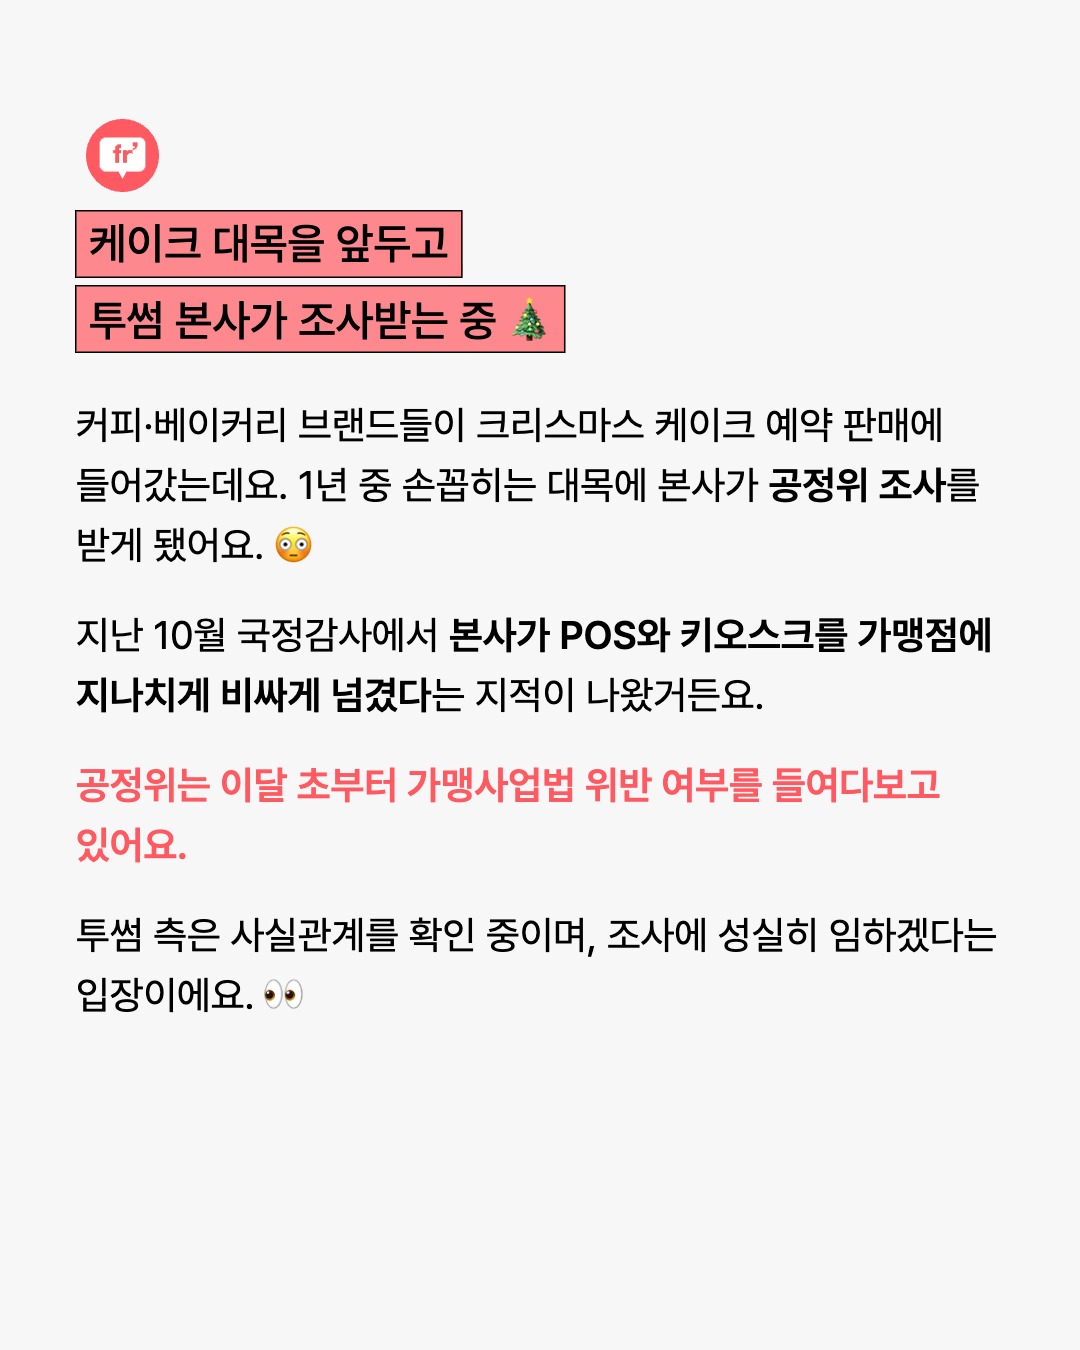 fr'
케이크 대목을 앞두고
투썸 본사가 조사받는 중 🎄
커피·베이커리 브랜드들이 크리스마스 케이크 예약 판매에
들어갔는데요. 1년 중 손꼽히는 대목에 본사가 공정위 조사를
받게 됐어요. 😳
지난 10월 국정감사에서 본사가 POS와 키오스크를 가맹점에
지나치게 비싸게 넘겼다는 지적이 나왔거든요.
공정위는 이달 초부터 가맹사업법 위반 여부를 들여다보고
있어요.
투썸 측은 사실관계를 확인 중이며, 조사에 성실히 임하겠다는
입장이에요. 👀